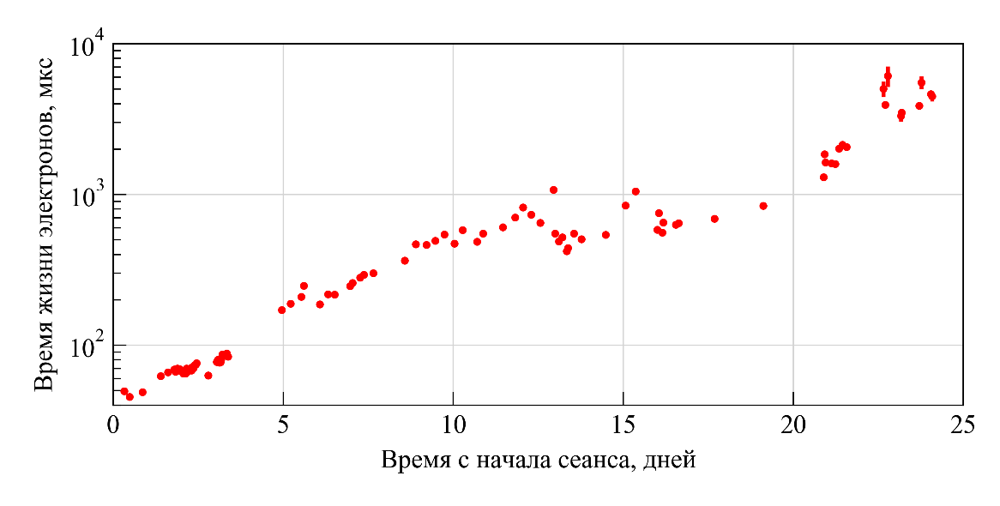 Время жизни электронов, мкс
10^4
10^3
10^2
0 5 10 15 20 25
Время с начала сеанса, дней